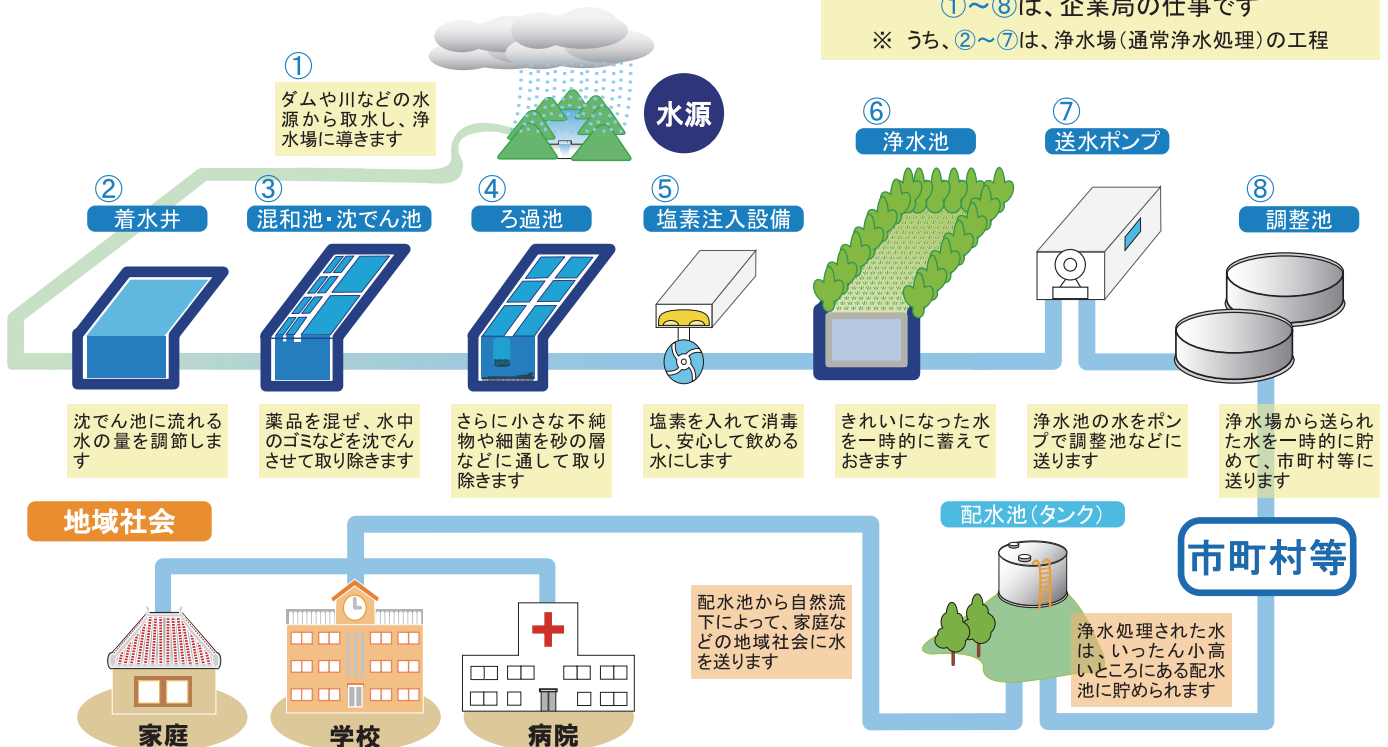 ①〜⑧は、企業局の仕事です
※ うち、②〜⑦は、浄水場(通常浄水処理)の工程
①
ダムや川などの水
源から取水し、浄
水場に導きます
水源
②
着水井
③
混和池・沈でん池
④
ろ過池
⑤
塩素注入設備
⑥
浄水池
⑦
送水ポンプ
⑧
調整池
沈でん池に流れる
水の量を調節しま
す
薬品を混ぜ、水中
のゴミなどを沈でん
させて取り除きます
さらに小さな不純
物や細菌を砂の層
などに通して取り
除きます
塩素を入れて消毒
し、安心して飲める
水にします
きれいになった水
を一時的に蓄えて
おきます
浄水池の水をポン
プで調整池などに
送ります
浄水場から送られ
た水を一時的に貯
めて、市町村等に
送ります
地域社会
配水池(タンク)
市町村等
配水池から自然流
下によって、家庭な
どの地域社会に水
を送ります
浄水処理された水
は、いったん小高
いところにある配水
池に貯められます
家庭
学校
病院